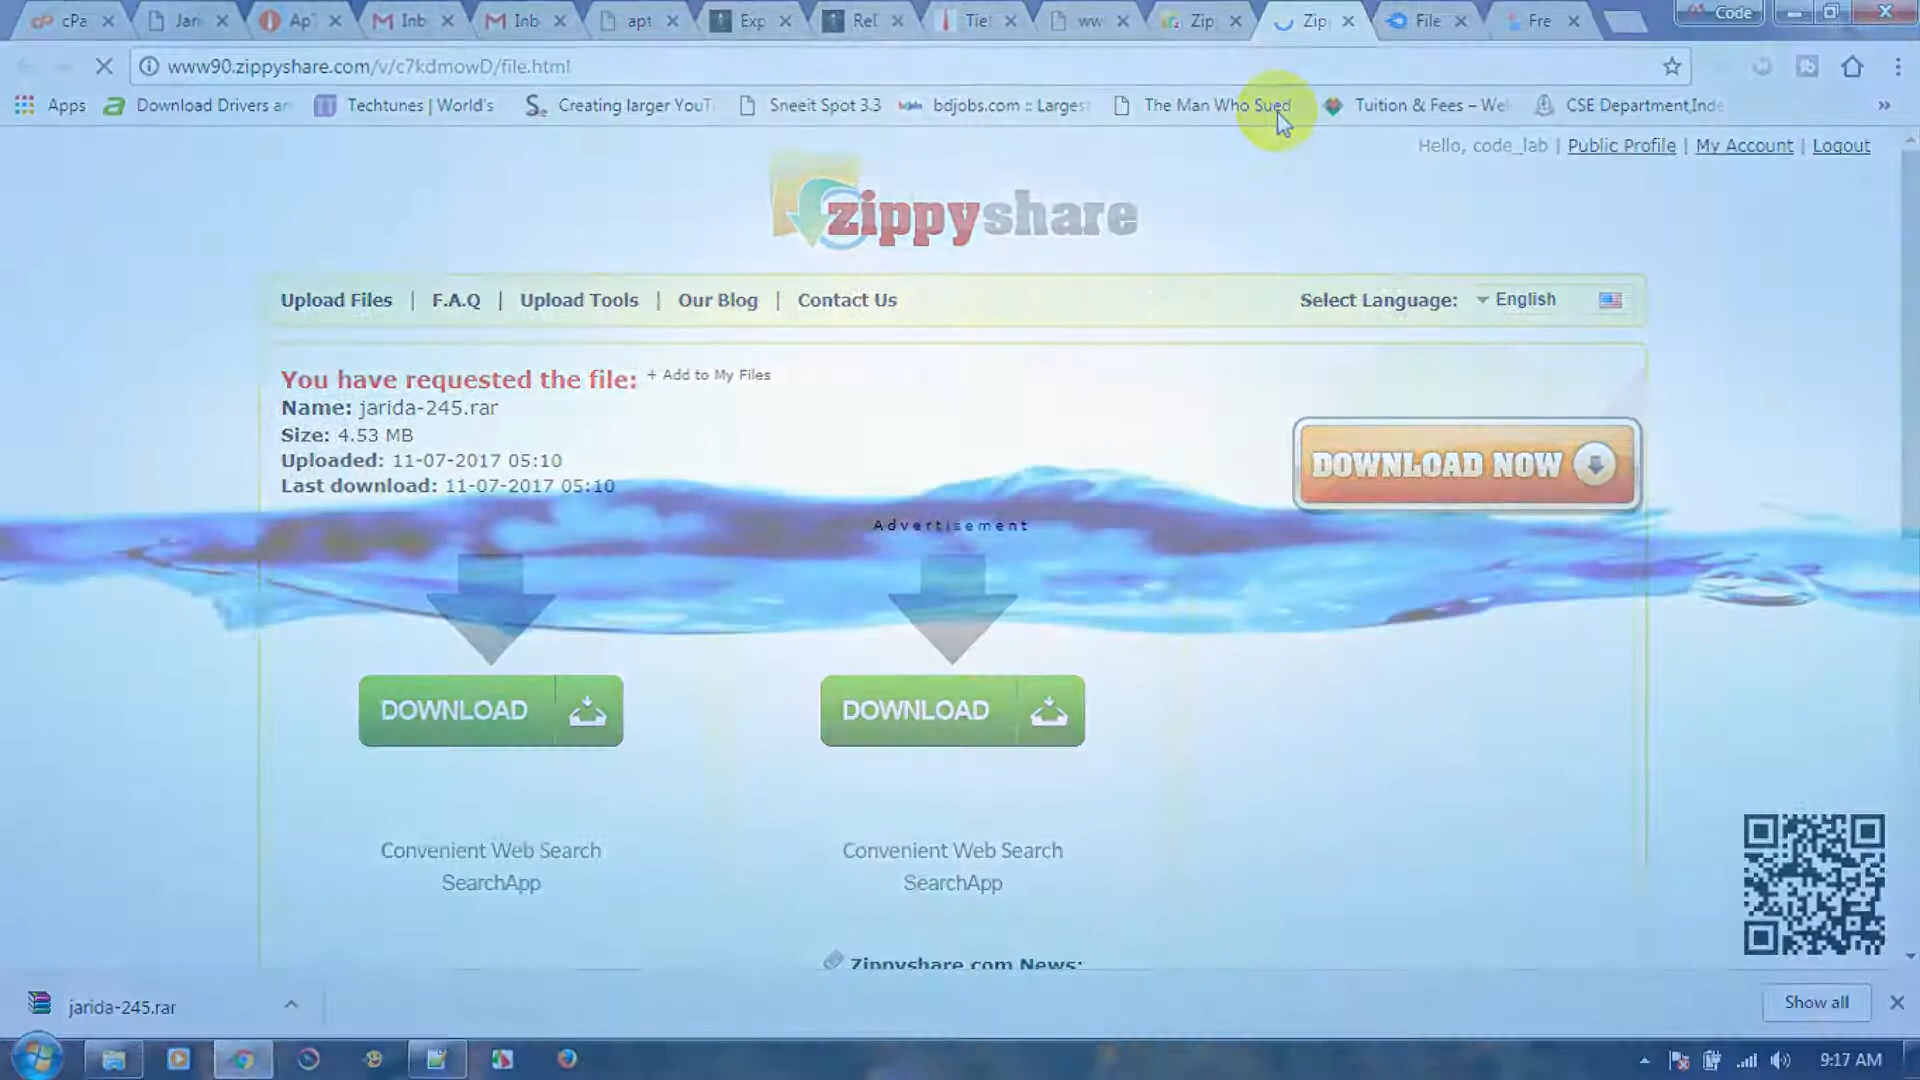 cPa Jari ApT Inb Inb apt Exp Rel Tiel ww Zip Zip File Fre Code
www90.zippyshare.com/v/c7kdmowD/file.html
Apps Download Drivers an Techtunes | World's Creating larger YouT Sneeit Spot 3.3 bdjobs.com :: Larges The Man Who Sued Tuition & Fees – Wel CSE Department,Inde »
Hello, code_lab | Public Profile | My Account | Logout
zippyshare
Upload Files | F.A.Q | Upload Tools | Our Blog | Contact Us Select Language: English
You have requested the file: + Add to My Files
Name: jarida-245.rar
Size: 4.53 MB
Uploaded: 11-07-2017 05:10
Last download: 11-07-2017 05:10
DOWNLOAD NOW
Advertisement
DOWNLOAD DOWNLOAD
Convenient Web Search Convenient Web Search
SearchApp SearchApp
Zippyshare.com News:
jarida-245.rar Show all
9:17 AM